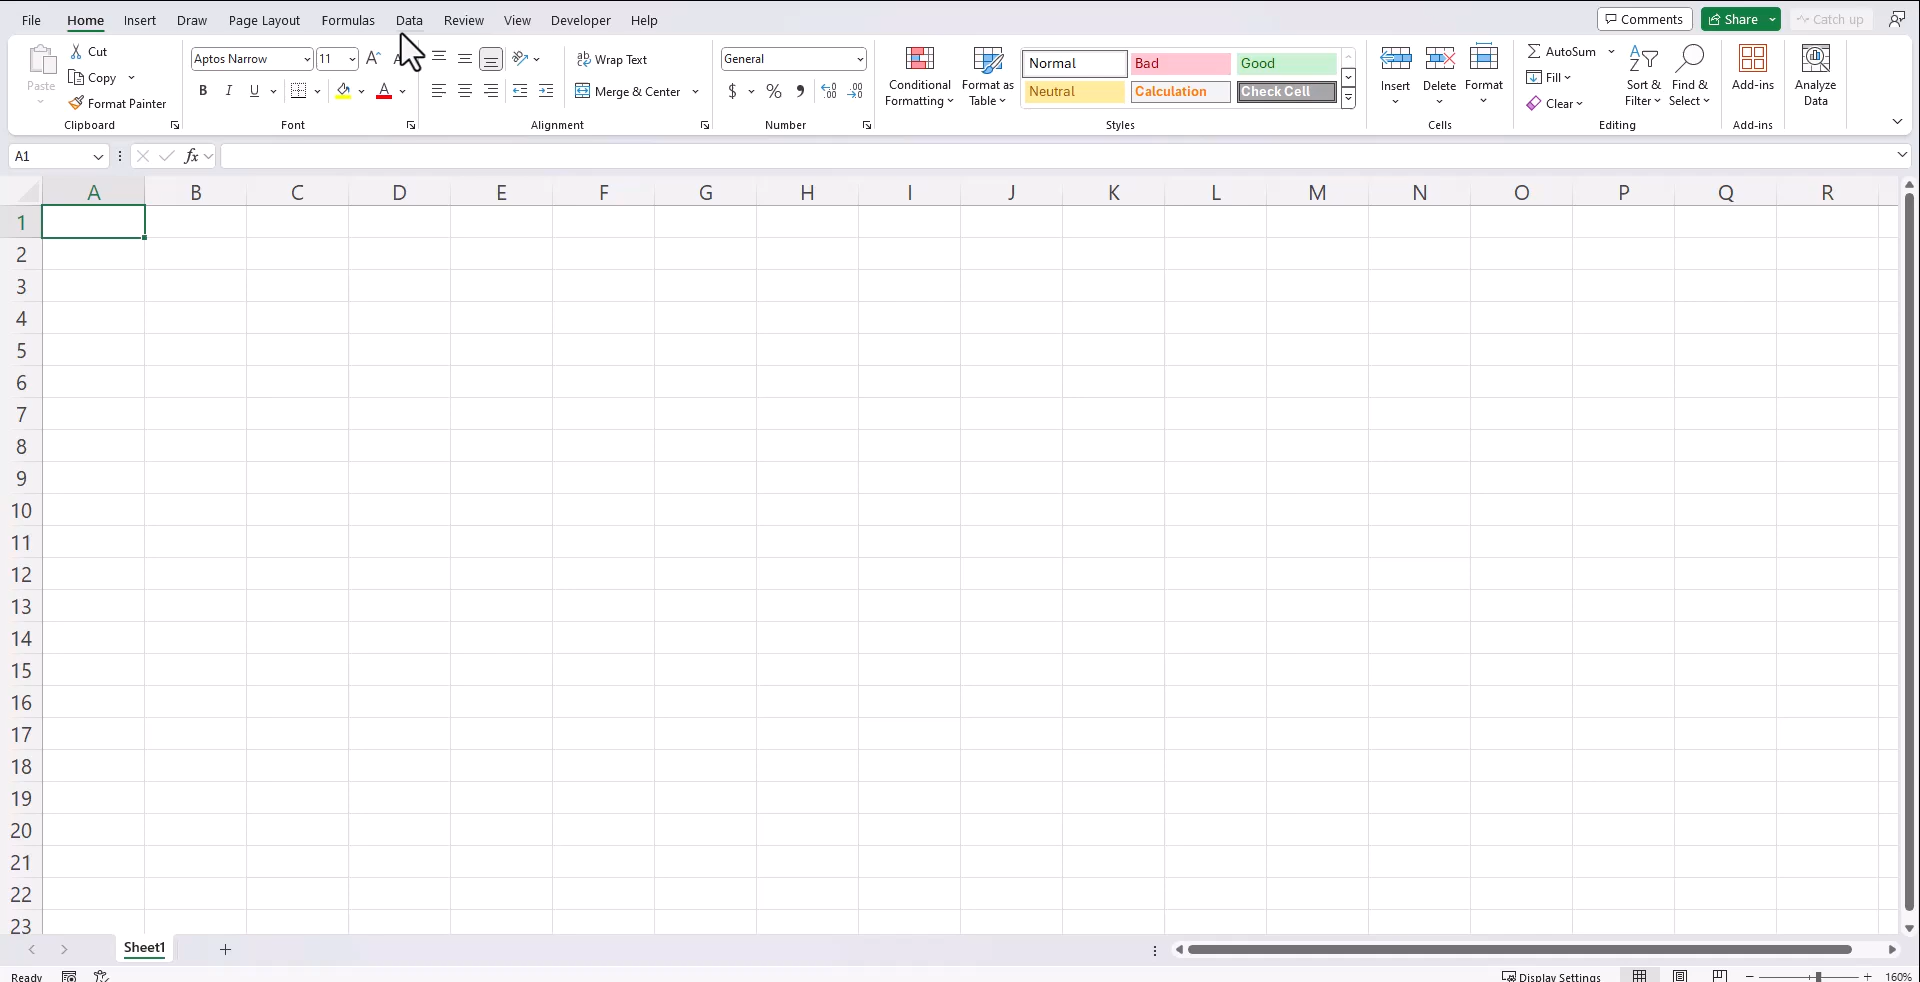 File Home Insert Draw Page Layout Formulas Data Review View Developer Help Comments Share Catch up
Paste Cut Copy Format Painter Clipboard
Aptos Narrow 11 B I U A Font
ab Wrap Text Merge & Center Alignment
General $ % , Number
Conditional Formatting Format as Table
Normal Bad Good
Neutral Calculation Check Cell
Styles
Insert Delete Format Cells
AutoSum Fill Clear Sort & Filter Find & Select Editing
Add-ins Add-ins
Analyze Data
A1 fx
A B C D E F G H I J K L M N O P Q R
1
2
3
4
5
6
7
8
9
10
11
12
13
14
15
16
17
18
19
20
21
22
23
Sheet1 +
Ready Display Settings 160%